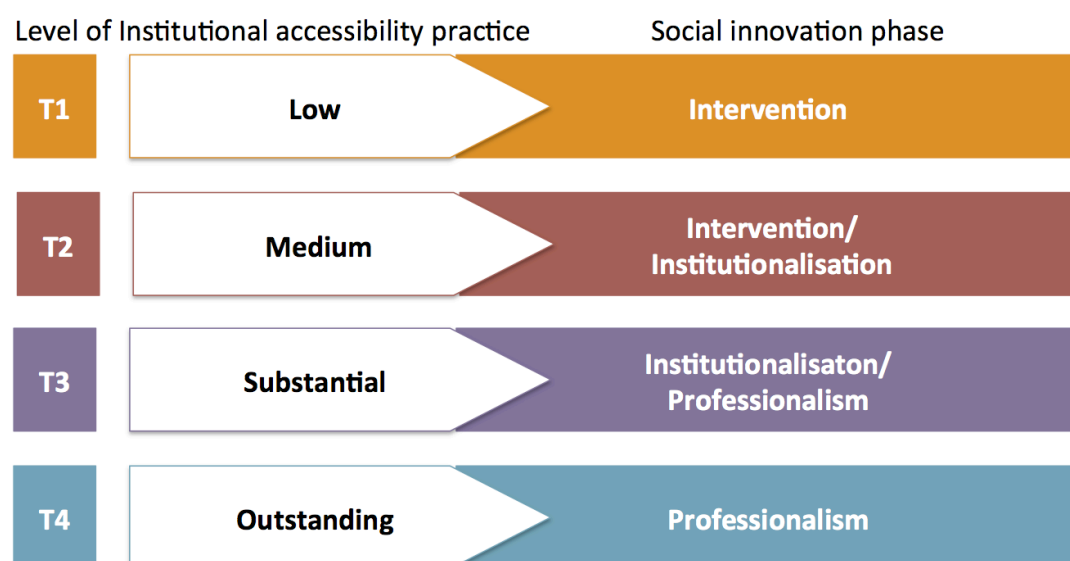 Level of Institutional accessibility practice
Social innovation phase
T1
Low
Intervention
T2
Medium
Intervention/
Institutionalisation
T3
Substantial
Institutionalisaton/
Professionalism
T4
Outstanding
Professionalism